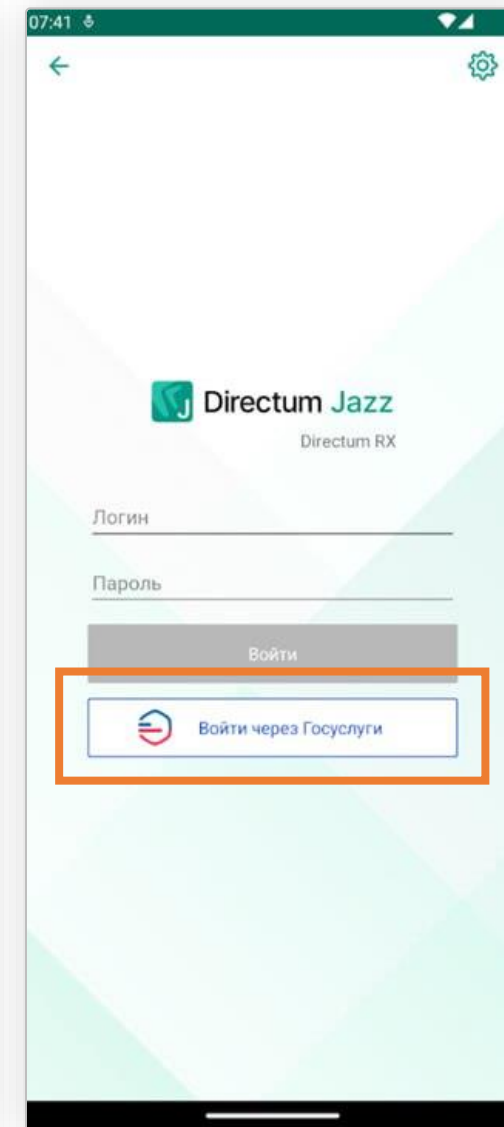 07:41
Directum Jazz
Directum RX
Логин
Пароль
Войти
Войти через Госуслуги